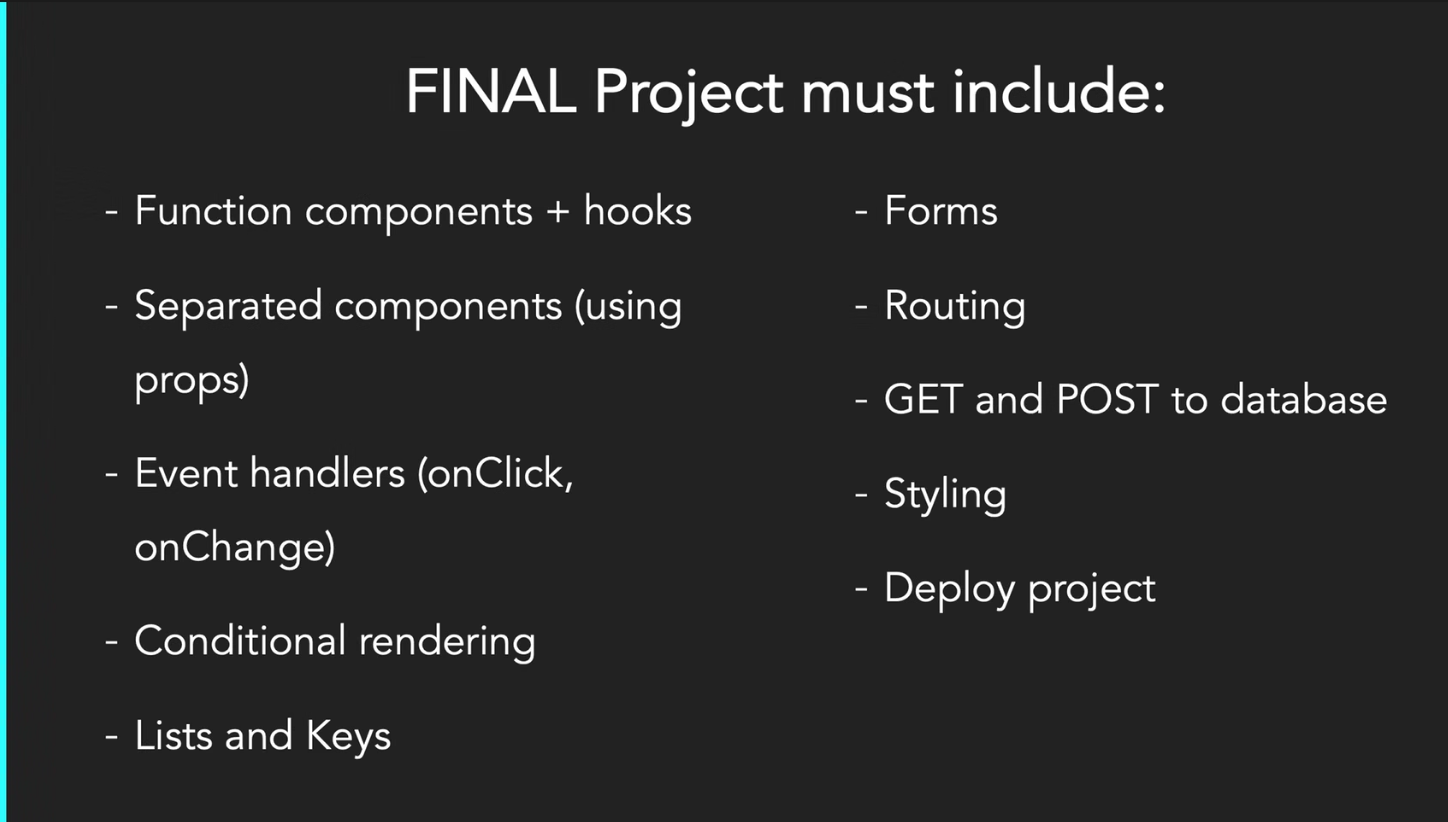 FINAL Project must include:
- Function components + hooks
- Separated components (using
props)
- Event handlers (onClick,
onChange)
- Conditional rendering
- Lists and Keys
- Forms
- Routing
- GET and POST to database
- Styling
- Deploy project